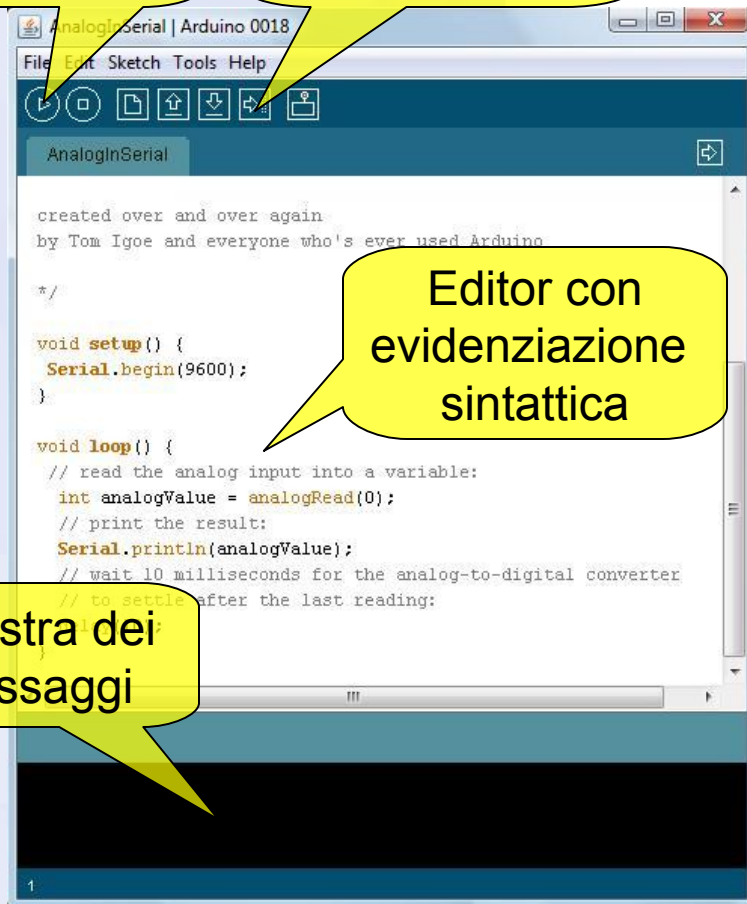 AnalogInSerial | Arduino 0018
File Edit Sketch Tools Help
AnalogInSerial
created over and over again
by Tom Igoe and everyone who's ever used Arduino
*/
Editor con
evidenziazione
sintattica
void setup() {
Serial.begin(9600);
}
void loop() {
// read the analog input into a variable:
int analogValue = analogRead(0);
// print the result:
Serial.println(analogValue);
// wait 10 milliseconds for the analog-to-digital converter
// to settle after the last reading:
}
stra dei
ssaggi
1